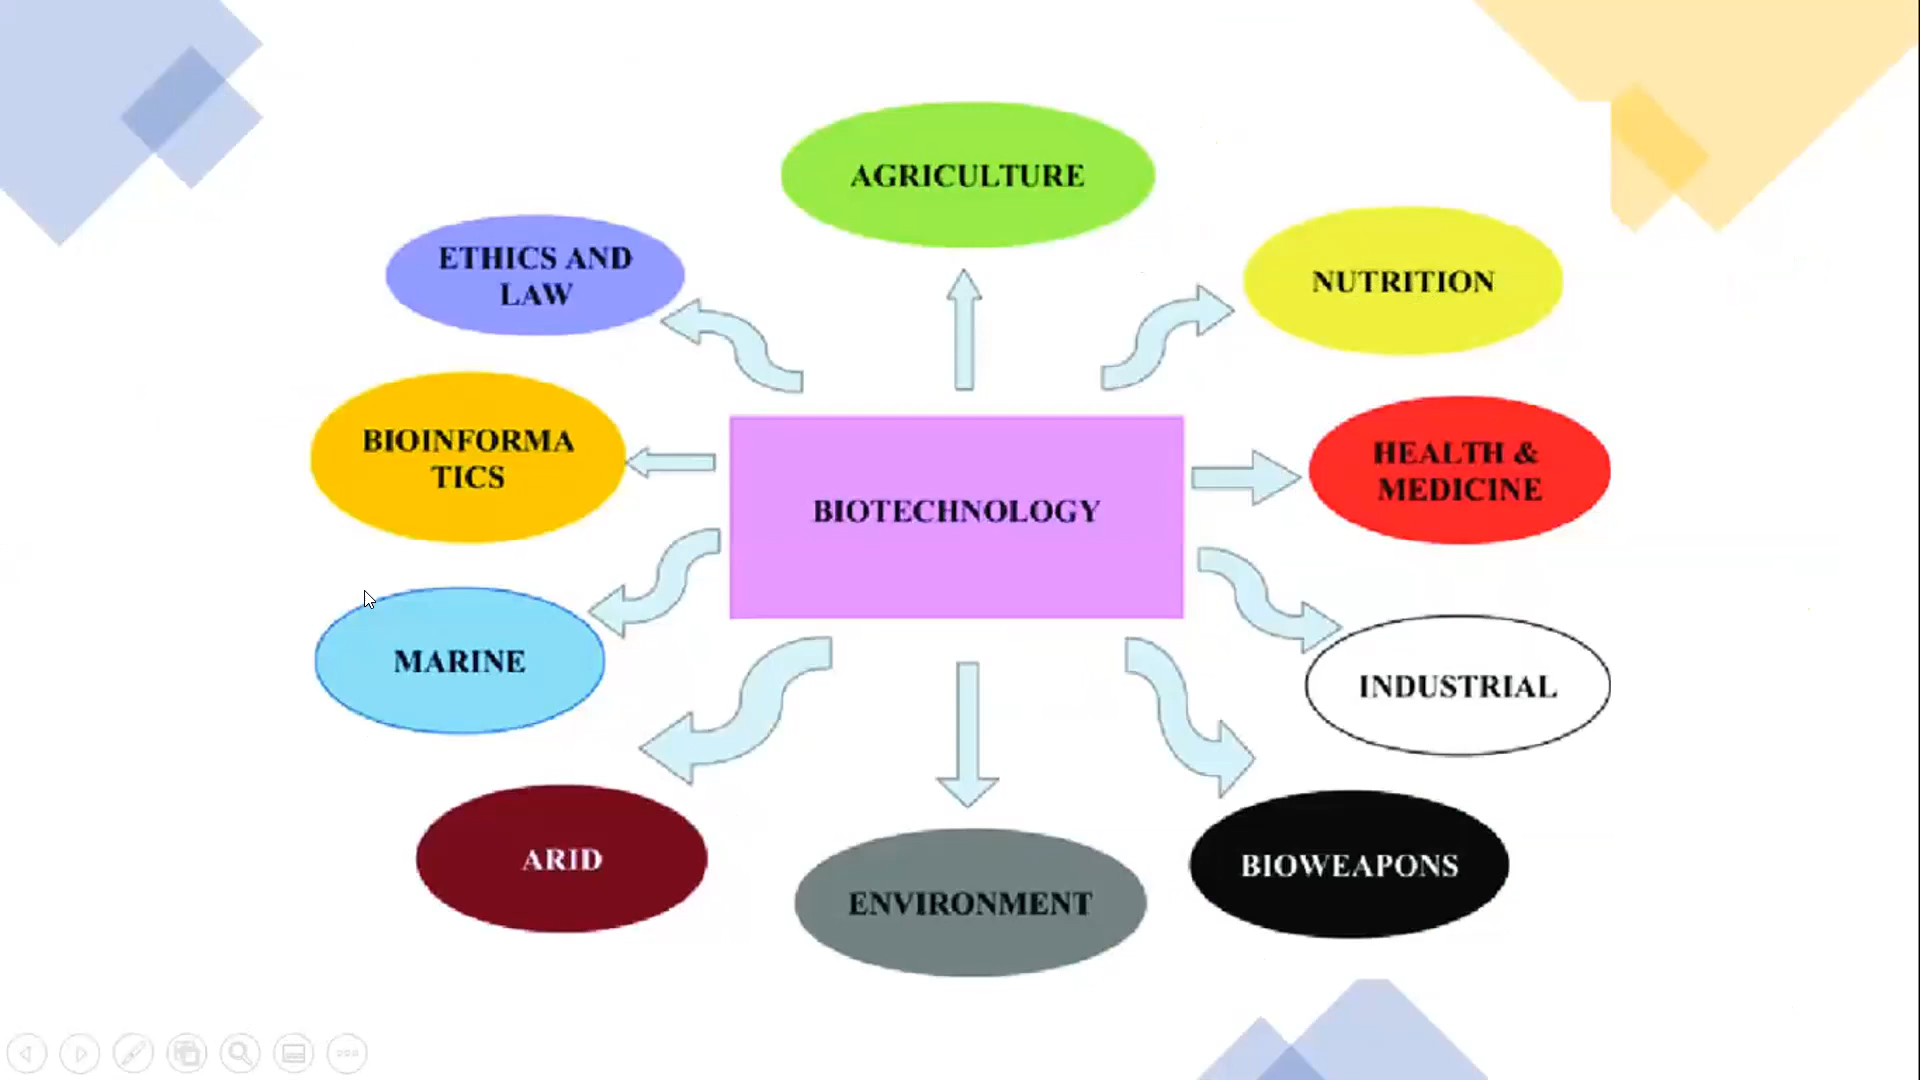 AGRICULTURE
ETHICS AND
LAW
NUTRITION
BIOINFORMA
TICS
HEALTH &
MEDICINE
BIOTECHNOLOGY
MARINE
INDUSTRIAL
ARID
ENVIRONMENT
BIOWEAPONS